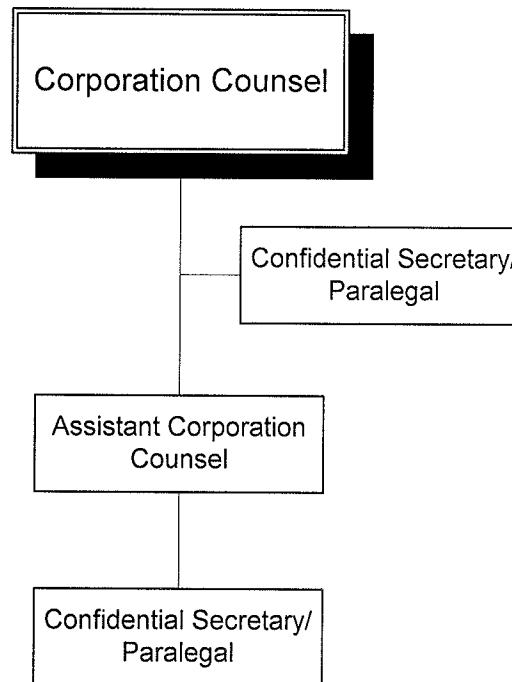 Corporation Counsel
Confidential Secretary/
Paralegal
Assistant Corporation
Counsel
Confidential Secretary/
Paralegal